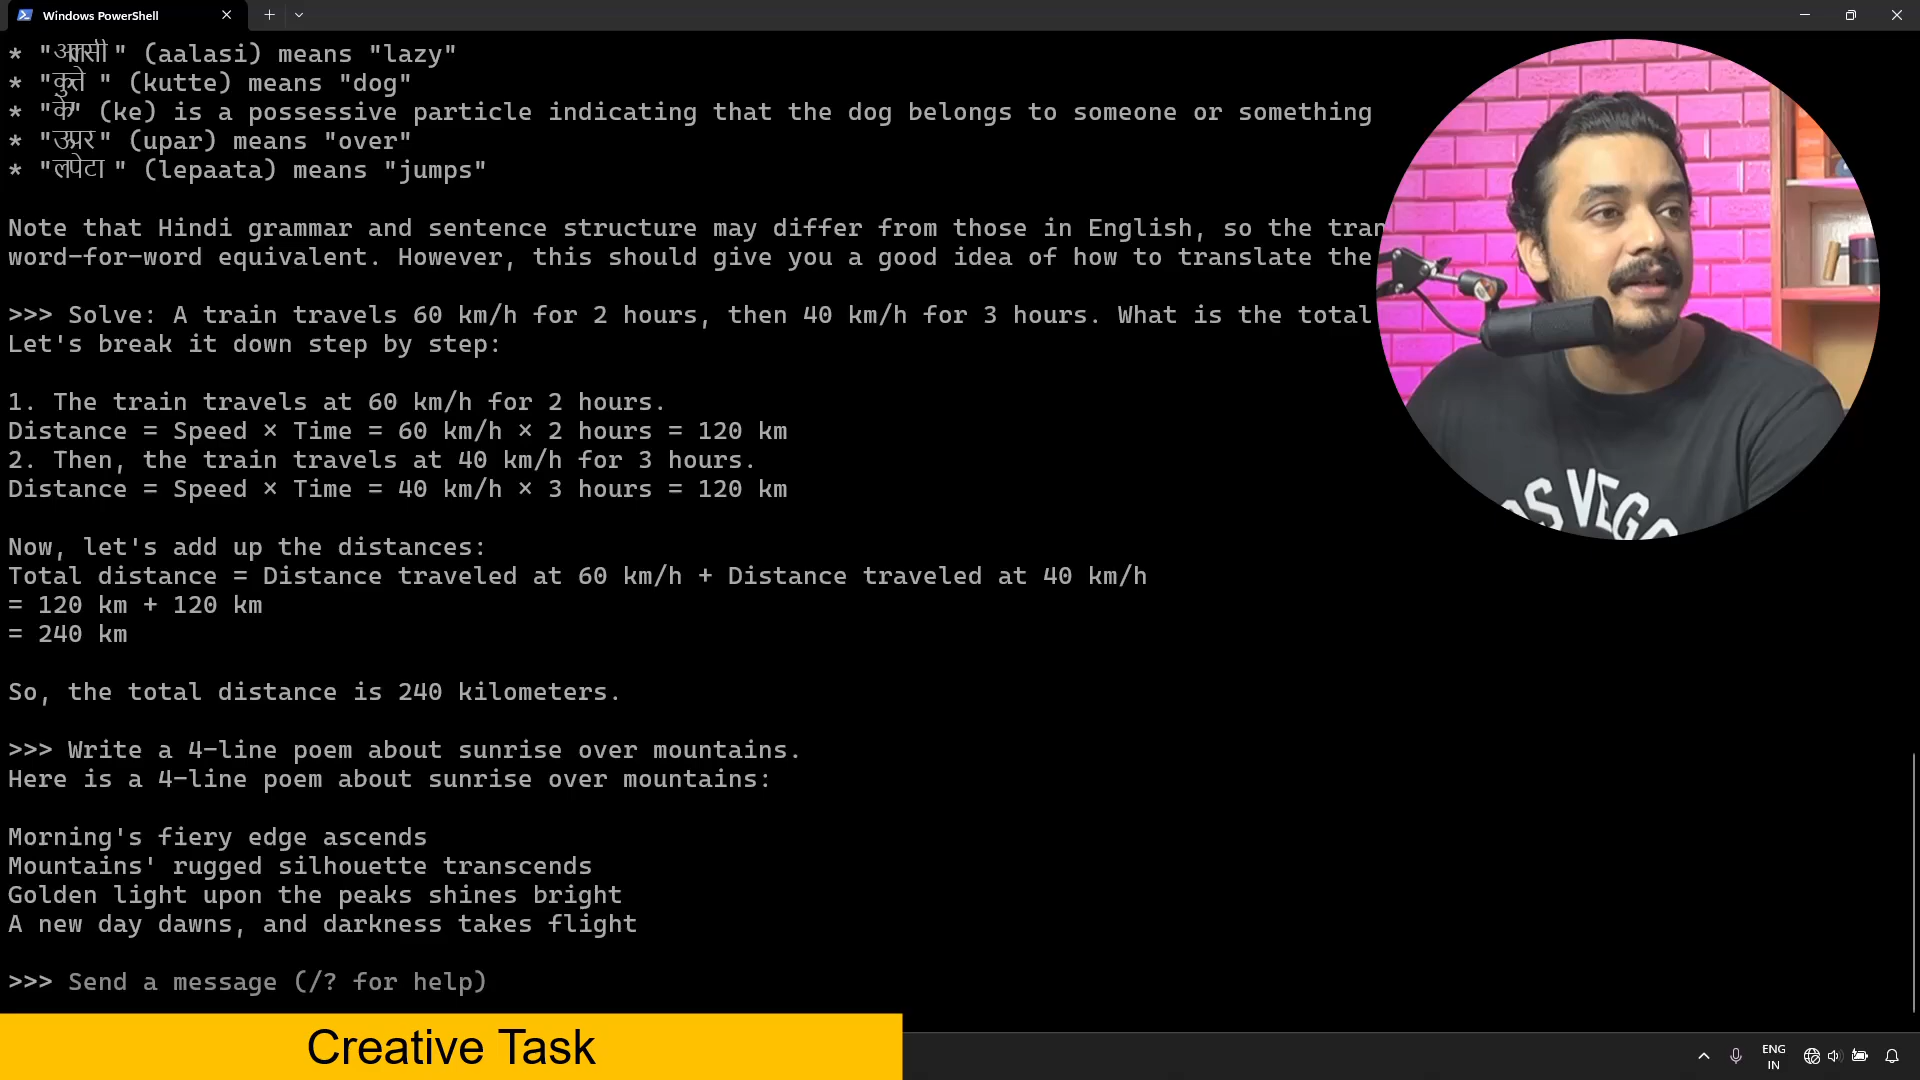 Windows PowerShell
* "आलसी" (aalasi) means "lazy"
* "कुत्ते" (kutte) means "dog"
* "के" (ke) is a possessive particle indicating that the dog belongs to someone or something
* "उपर" (upar) means "over"
* "लपेटा" (lepaata) means "jumps"
Note that Hindi grammar and sentence structure may differ from those in English, so the
word-for-word equivalent. However, this should give you a good idea of how to translate the
>>> Solve: A train travels 60 km/h for 2 hours, then 40 km/h for 3 hours. What is the total
Let's break it down step by step:
1. The train travels at 60 km/h for 2 hours.
Distance = Speed × Time = 60 km/h × 2 hours = 120 km
2. Then, the train travels at 40 km/h for 3 hours.
Distance = Speed × Time = 40 km/h × 3 hours = 120 km
Now, let's add up the distances:
Total distance = Distance traveled at 60 km/h + Distance traveled at 40 km/h
= 120 km + 120 km
= 240 km
So, the total distance is 240 kilometers.
>>> Write a 4-line poem about sunrise over mountains.
Here is a 4-line poem about sunrise over mountains:
Morning's fiery edge ascends
Mountains' rugged silhouette transcends
Golden light upon the peaks shines bright
A new day dawns, and darkness takes flight
>>> Send a message (/? for help)
Creative Task
ENG
IN